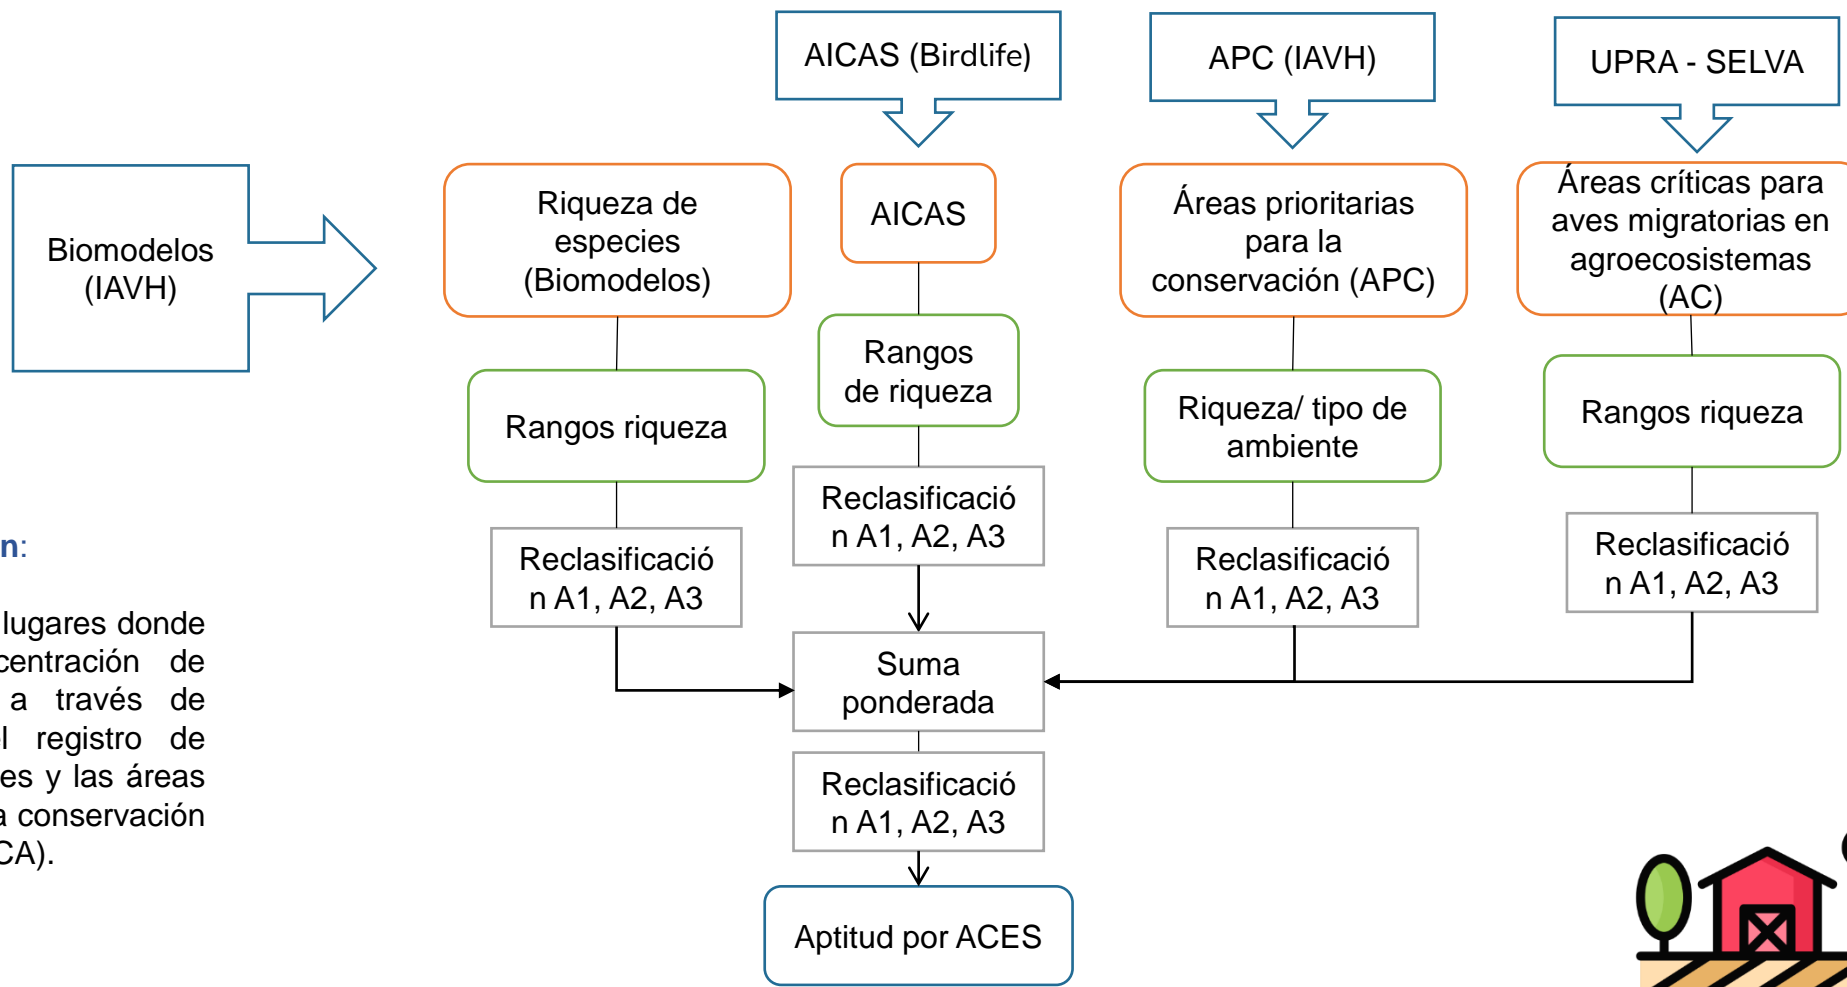 AICAS (Birdlife)
APC (IAVH)
UPRA - SELVA
Biomodelos
(IAVH)
Riqueza de
especies
(Biomodelos)
AICAS
Áreas prioritarias
para la
conservación (APC)
Áreas críticas para
aves migratorias en
agroecosistemas
(AC)
Rangos riqueza
Rangos
de riqueza
Riqueza/ tipo de
ambiente
Rangos riqueza
Reclasificació
n A1, A2, A3
Reclasificació
n A1, A2, A3
Reclasificació
n A1, A2, A3
Reclasificació
n A1, A2, A3
Suma
ponderada
Reclasificació
n A1, A2, A3
Aptitud por ACES
n:
lugares donde
centración de
a través de
el registro de
es y las áreas
a conservación
CA).